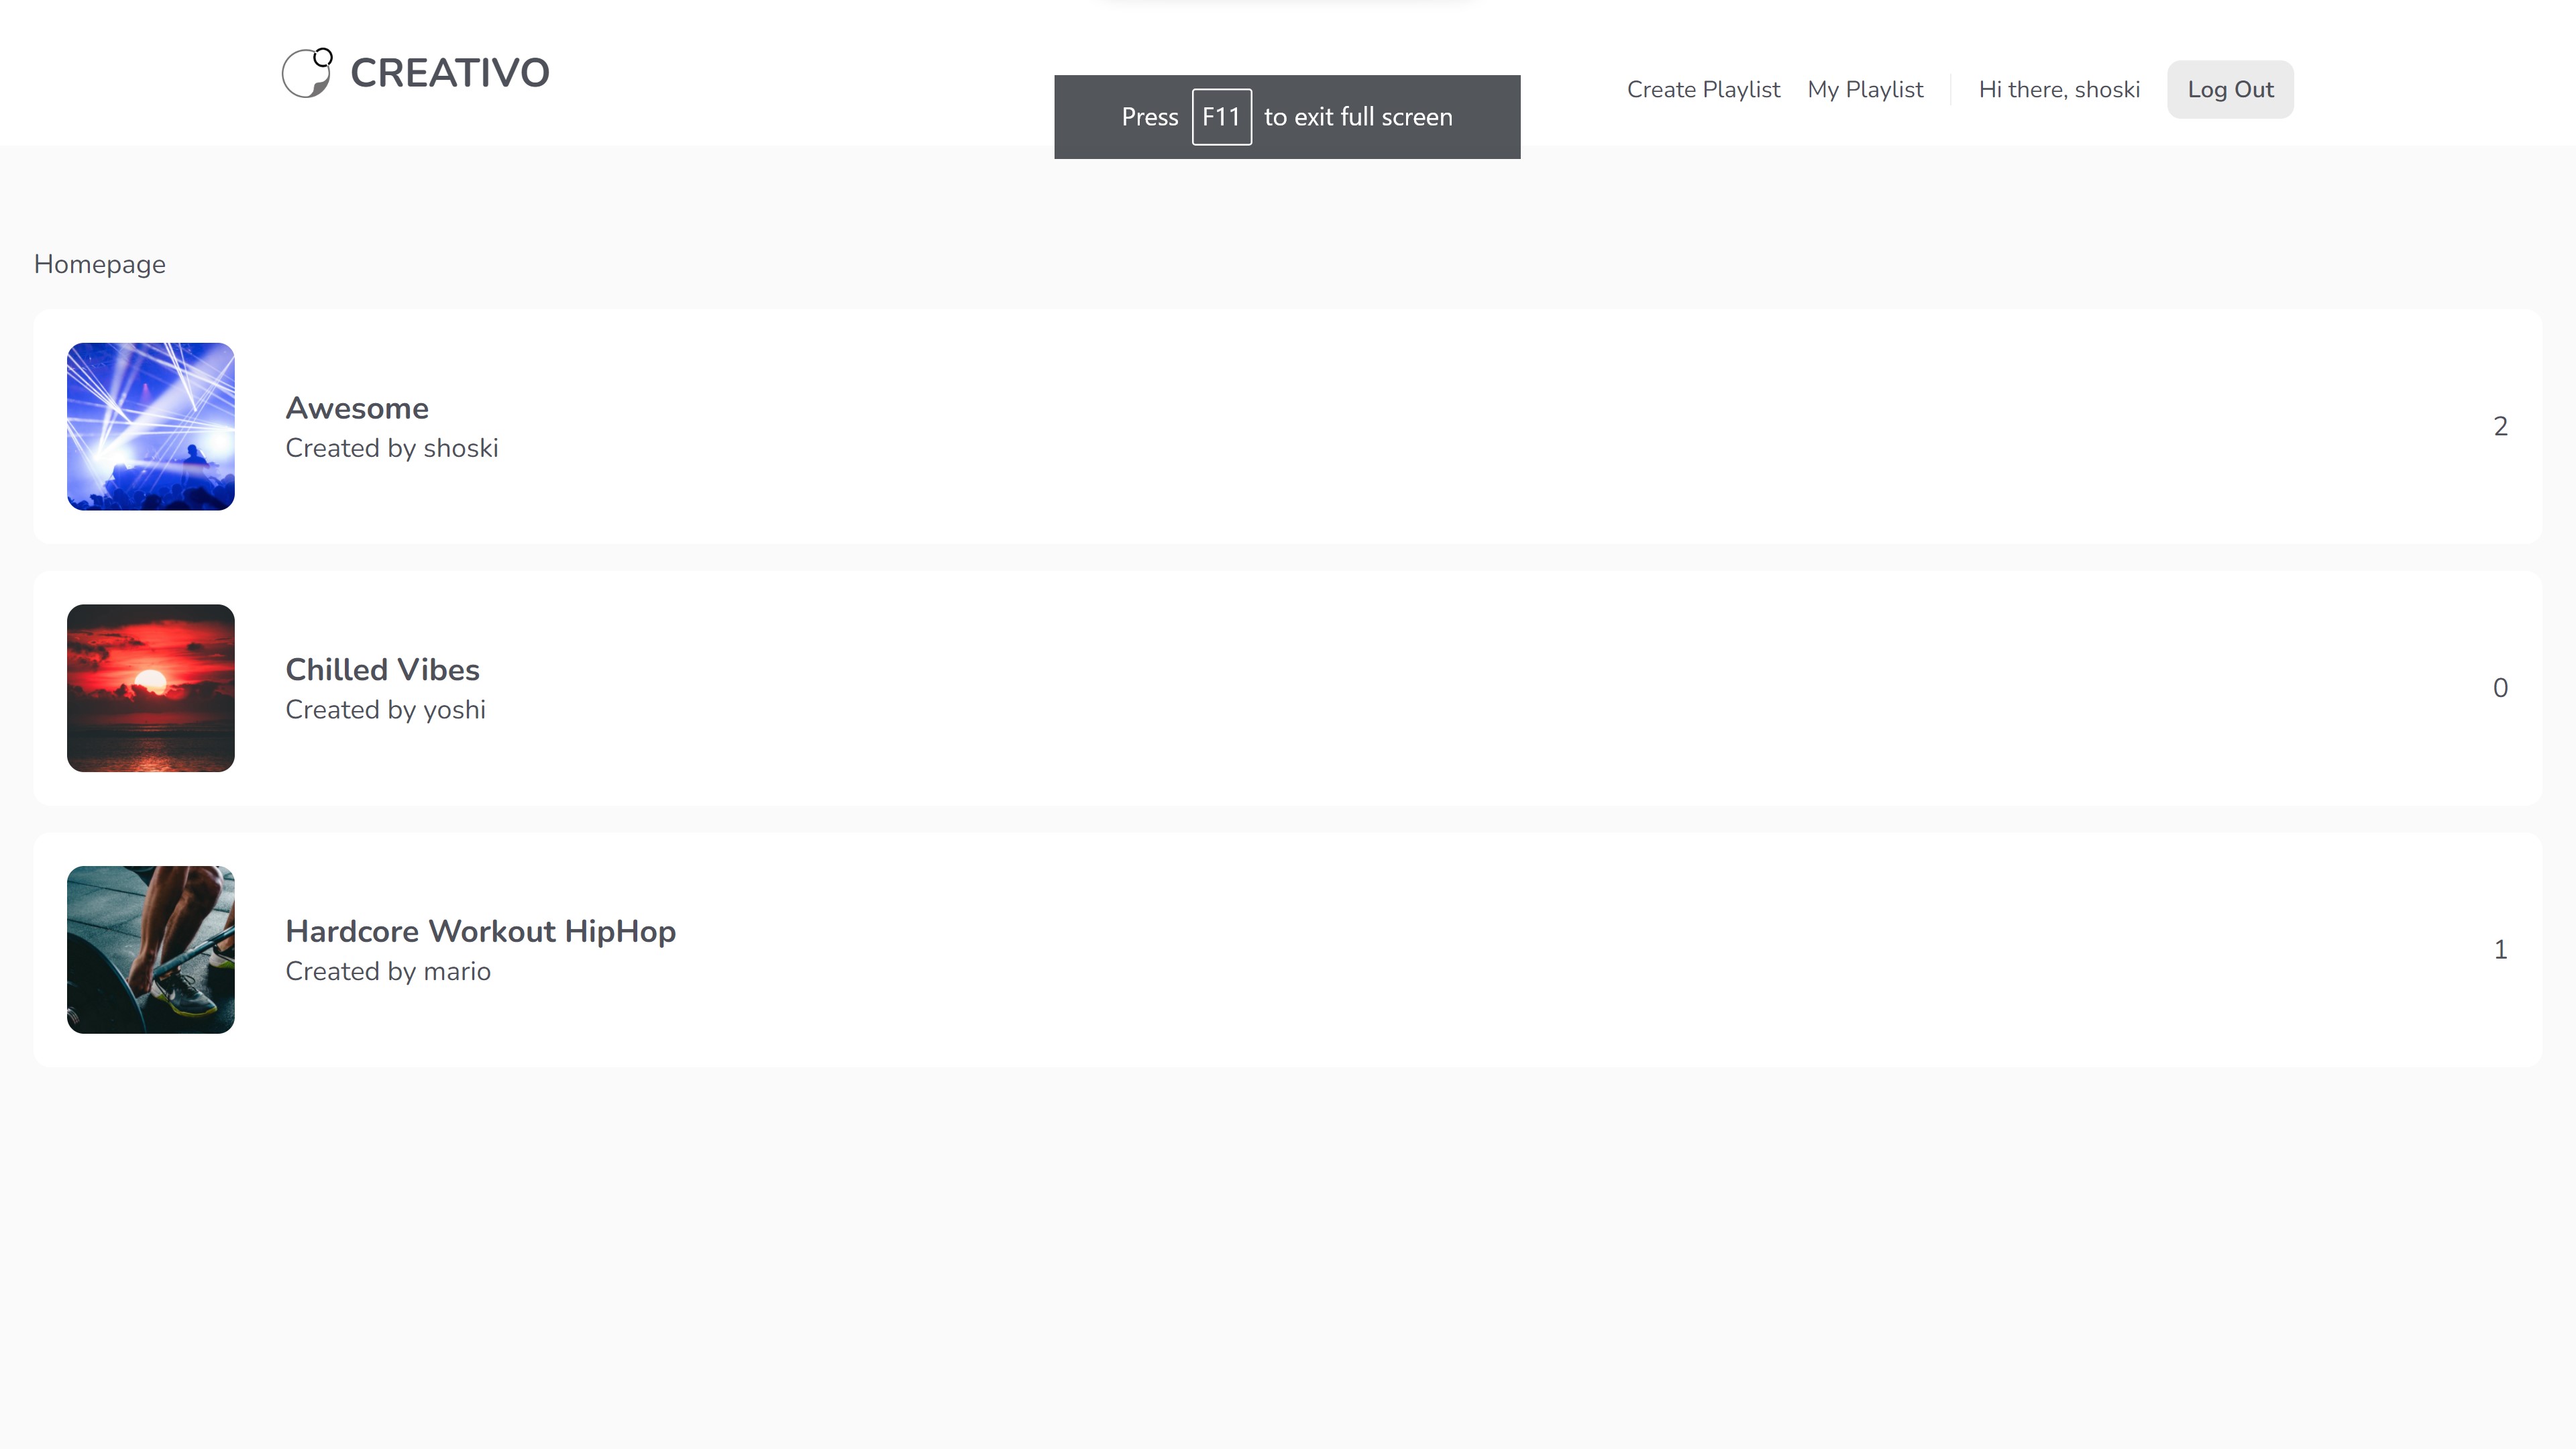 CREATIVO
Press F11 to exit full screen
Create Playlist My Playlist Hi there, shoski Log Out
Homepage
Awesome
Created by shoski
2
Chilled Vibes
Created by yoshi
0
Hardcore Workout HipHop
Created by mario
1